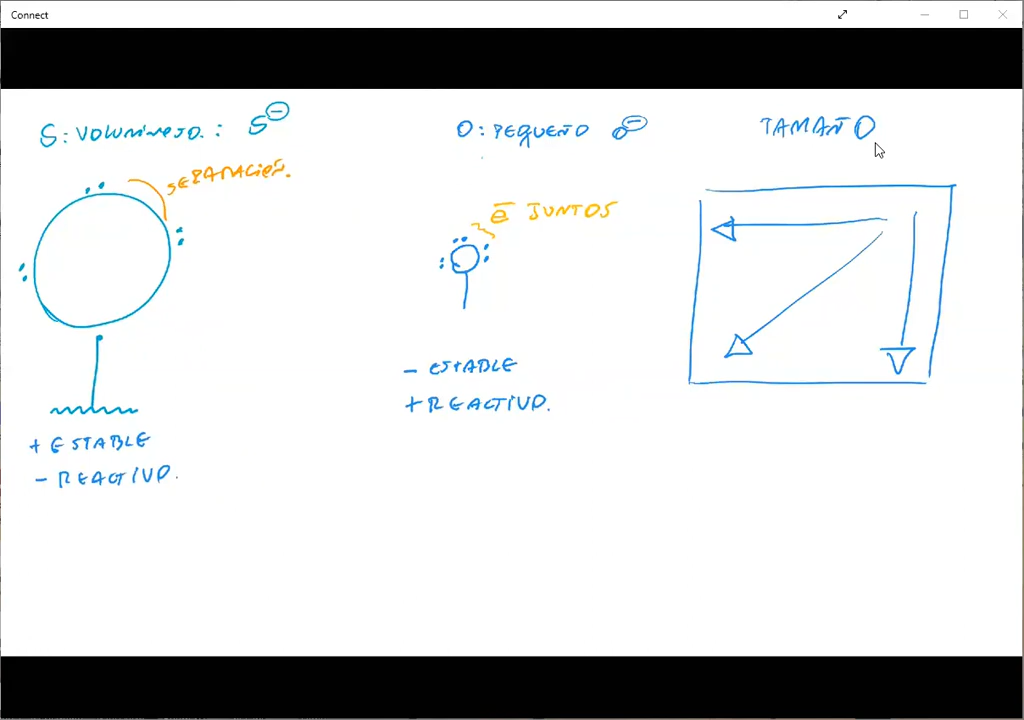 Connect
S: VOLUMINOSO.: S⊖
SEPARACIÓN.
+ ESTABLE
- REACTIVO.
O: PEQUEÑO O⊖
e̅ JUNTOS
- ESTABLE
+ REACTIVO.
TAMAÑO